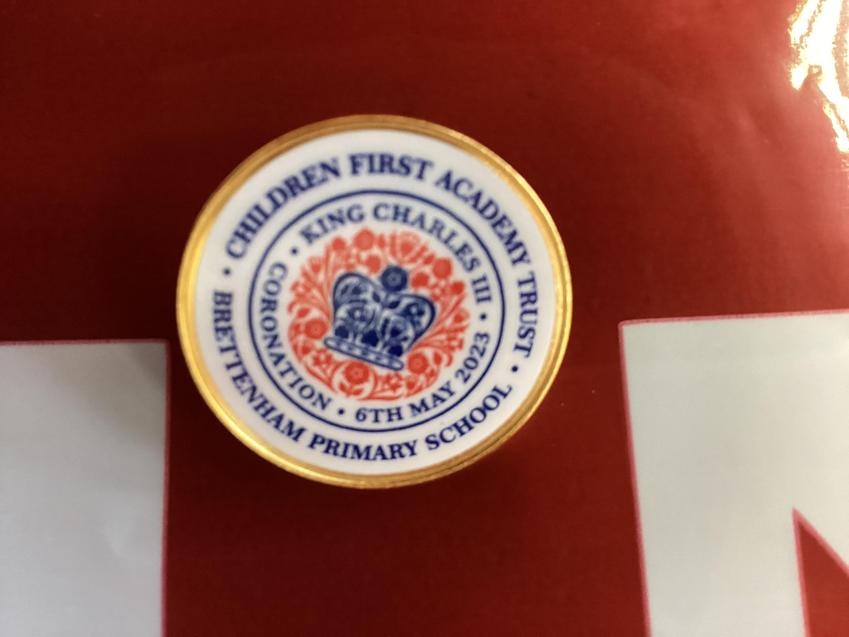 • CHILDREN FIRST ACADEMY TRUST •
BRETTENHAM PRIMARY SCHOOL
• KING CHARLES III •
CORONATION • 6TH MAY 2023